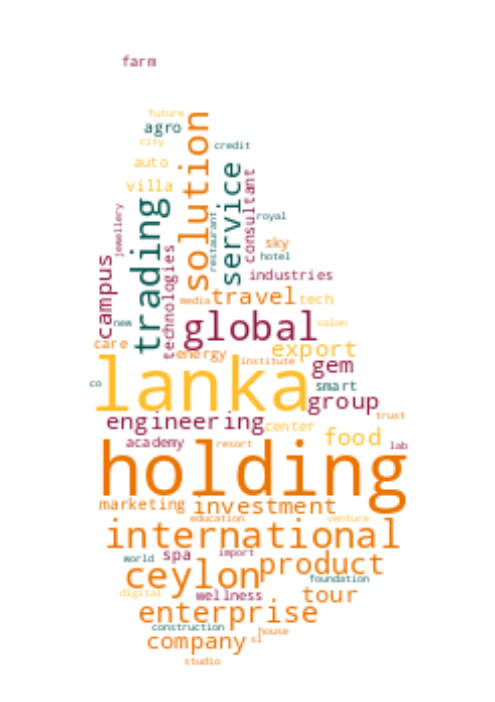 farm
future
agro
solution
city
credit
auto
service
consultant
villa
trading
jewellery
restaurant
royal
sky
campus
technologies
hotel
industries
media
travel
tech
new
global
salon
care
energy
export
institute
lanka
gem
co
smart
group
engineering
trust
center
food
academy
resort
lab
holding
marketing
investment
education
venture
international
world
spa
import
product
ceylon
foundation
digital
wellness
tour
enterprise
construction
house
company
sl
studio